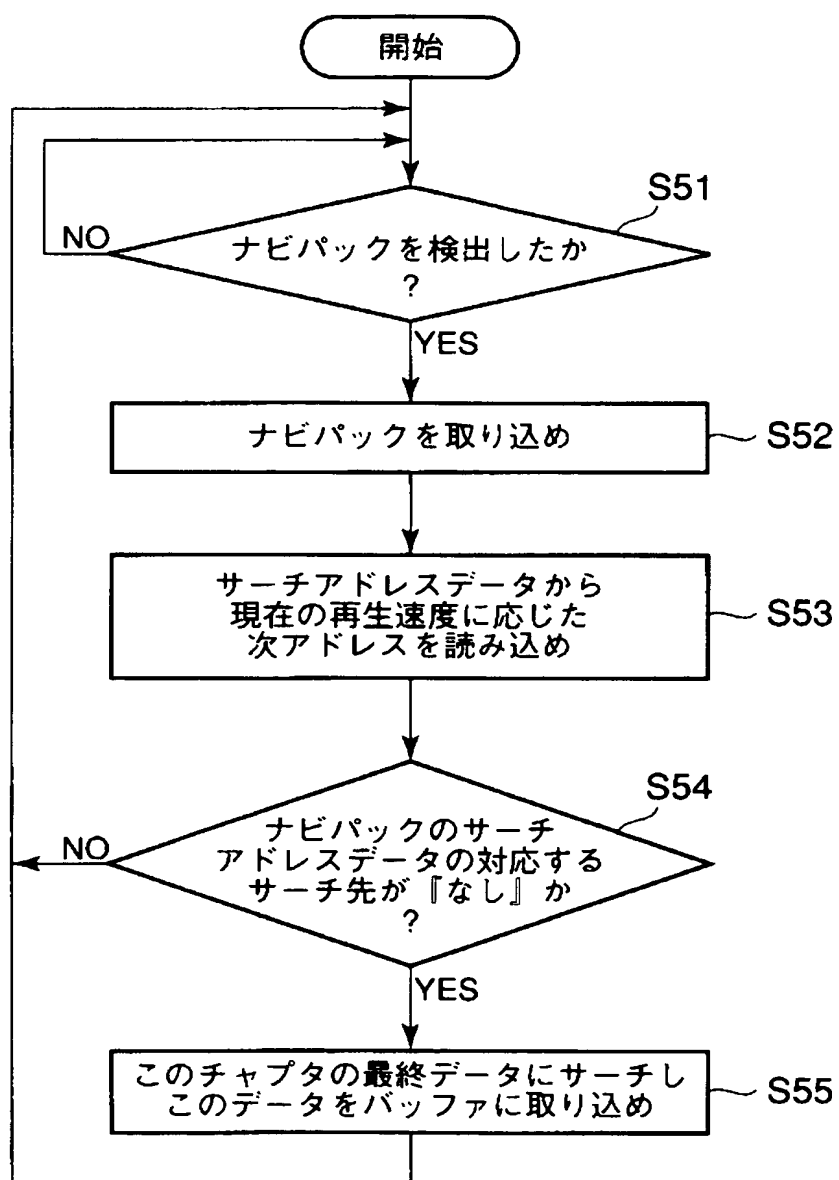 開始
S51
NO
ナビパックを検出したか
?
YES
ナビパックを取り込め
S52
サーチアドレスデータから
現在の再生速度に応じた
次アドレスを読み込め
S53
S54
NO
ナビパックのサーチ
アドレスデータの対応する
サーチ先が『なし』か
?
YES
このチャプタの最終データにサーチし
このデータをバッファに取り込め
S55